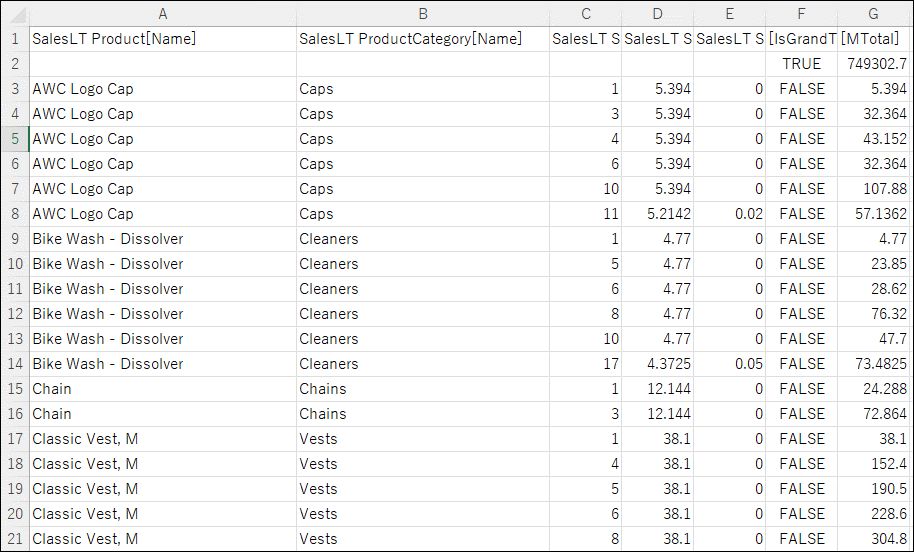 A B C D E F G
1 SalesLT Product[Name] SalesLT ProductCategory[Name] SalesLT S SalesLT S SalesLT S [IsGrandT [MTotal]
2 TRUE 749302.7
3 AWC Logo Cap Caps 1 5.394 0 FALSE 5.394
4 AWC Logo Cap Caps 3 5.394 0 FALSE 32.364
5 AWC Logo Cap Caps 4 5.394 0 FALSE 43.152
6 AWC Logo Cap Caps 6 5.394 0 FALSE 32.364
7 AWC Logo Cap Caps 10 5.394 0 FALSE 107.88
8 AWC Logo Cap Caps 11 5.2142 0.02 FALSE 57.1362
9 Bike Wash - Dissolver Cleaners 1 4.77 0 FALSE 4.77
10 Bike Wash - Dissolver Cleaners 5 4.77 0 FALSE 23.85
11 Bike Wash - Dissolver Cleaners 6 4.77 0 FALSE 28.62
12 Bike Wash - Dissolver Cleaners 8 4.77 0 FALSE 76.32
13 Bike Wash - Dissolver Cleaners 10 4.77 0 FALSE 47.7
14 Bike Wash - Dissolver Cleaners 17 4.3725 0.05 FALSE 73.4825
15 Chain Chains 1 12.144 0 FALSE 24.288
16 Chain Chains 3 12.144 0 FALSE 72.864
17 Classic Vest, M Vests 1 38.1 0 FALSE 38.1
18 Classic Vest, M Vests 4 38.1 0 FALSE 152.4
19 Classic Vest, M Vests 5 38.1 0 FALSE 190.5
20 Classic Vest, M Vests 6 38.1 0 FALSE 228.6
21 Classic Vest, M Vests 8 38.1 0 FALSE 304.8